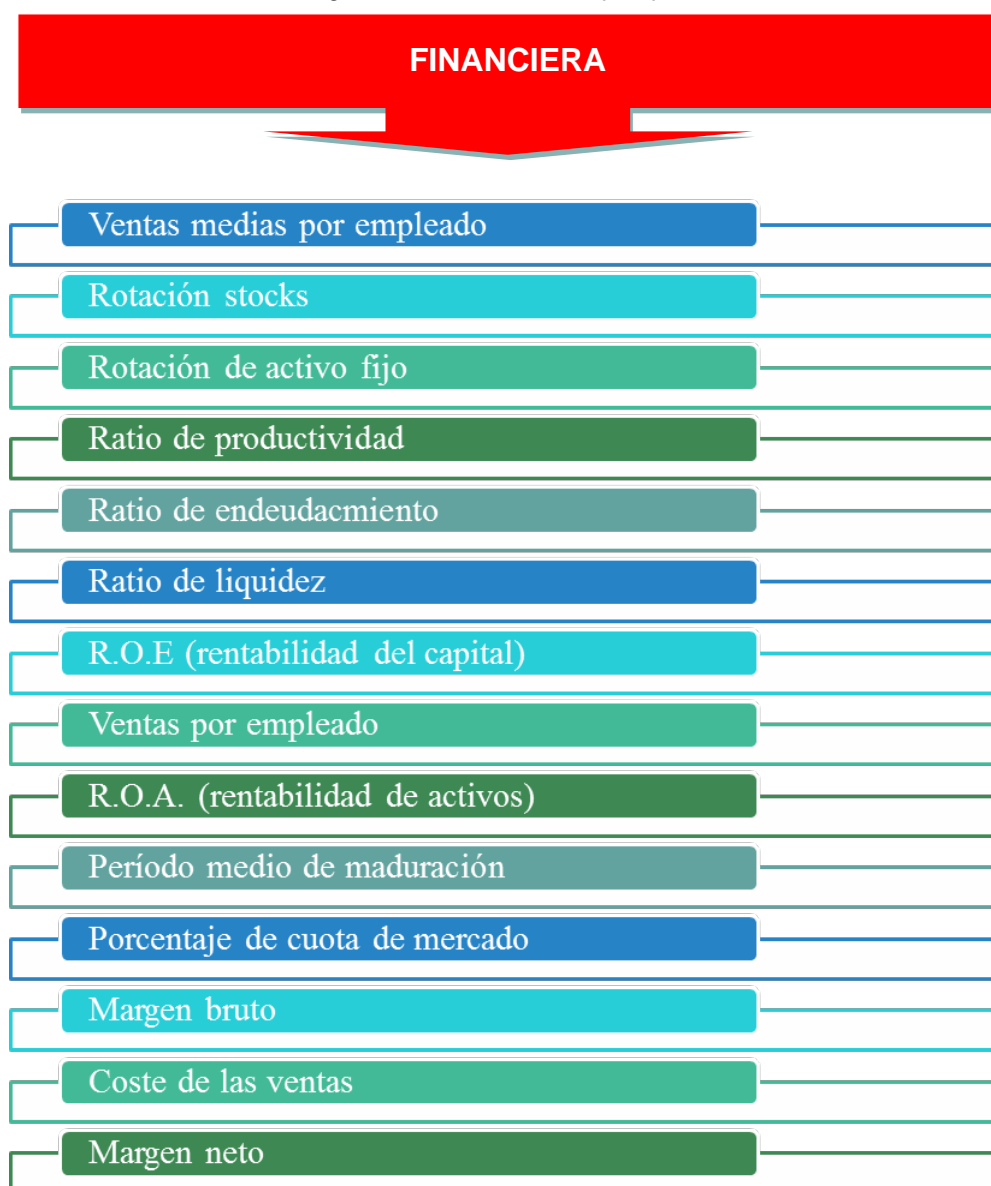 FINANCIERA
Ventas medias por empleado
Rotación stocks
Rotación de activo fijo
Ratio de productividad
Ratio de endeudacmiento
Ratio de liquidez
R.O.E (rentabilidad del capital)
Ventas por empleado
R.O.A. (rentabilidad de activos)
Período medio de maduración
Porcentaje de cuota de mercado
Margen bruto
Coste de las ventas
Margen neto